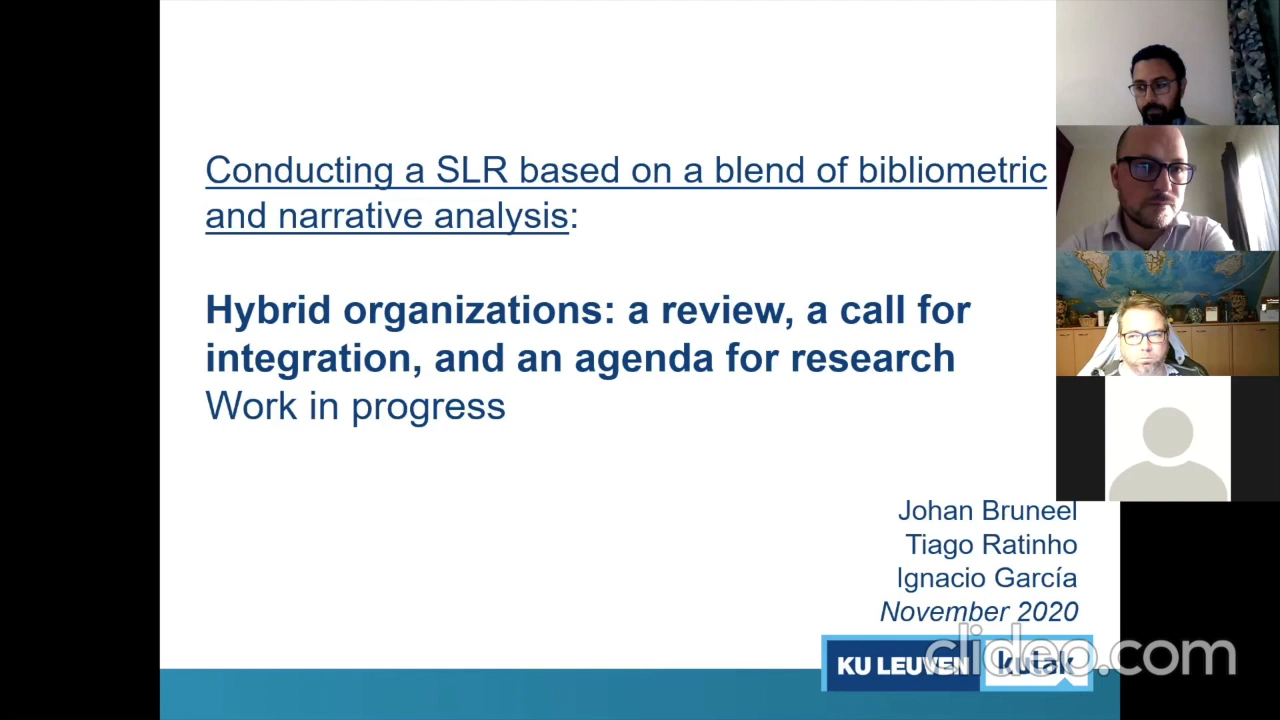 Conducting a SLR based on a blend of bibliometric
and narrative analysis:
Hybrid organizations: a review, a call for
integration, and an agenda for research
Work in progress
Johan Bruneel
Tiago Ratinho
Ignacio García
November 2020
KU LEUVEN kulak
clideo.com